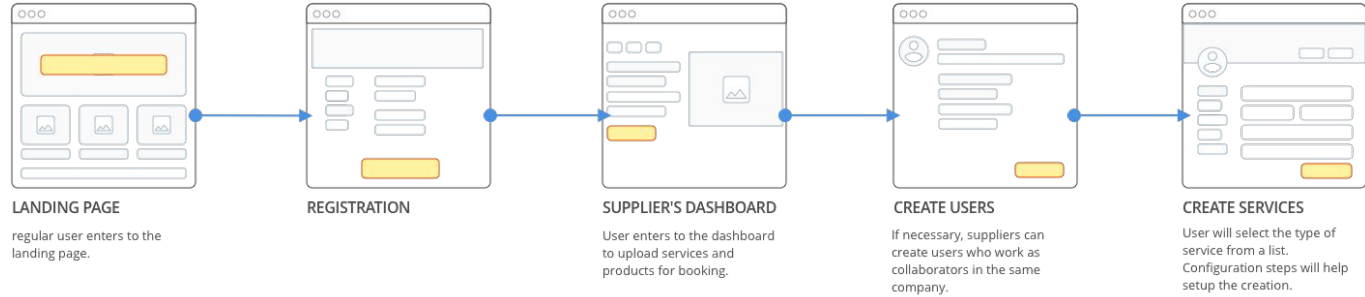 LANDING PAGE
regular user enters to the
landing page.
REGISTRATION
SUPPLIER'S DASHBOARD
User enters to the dashboard
to upload services and
products for booking.
CREATE USERS
If necessary, suppliers can
create users who work as
collaborators in the same
company.
CREATE SERVICES
User will select the type of
service from a list.
Configuration steps will help
setup the creation.